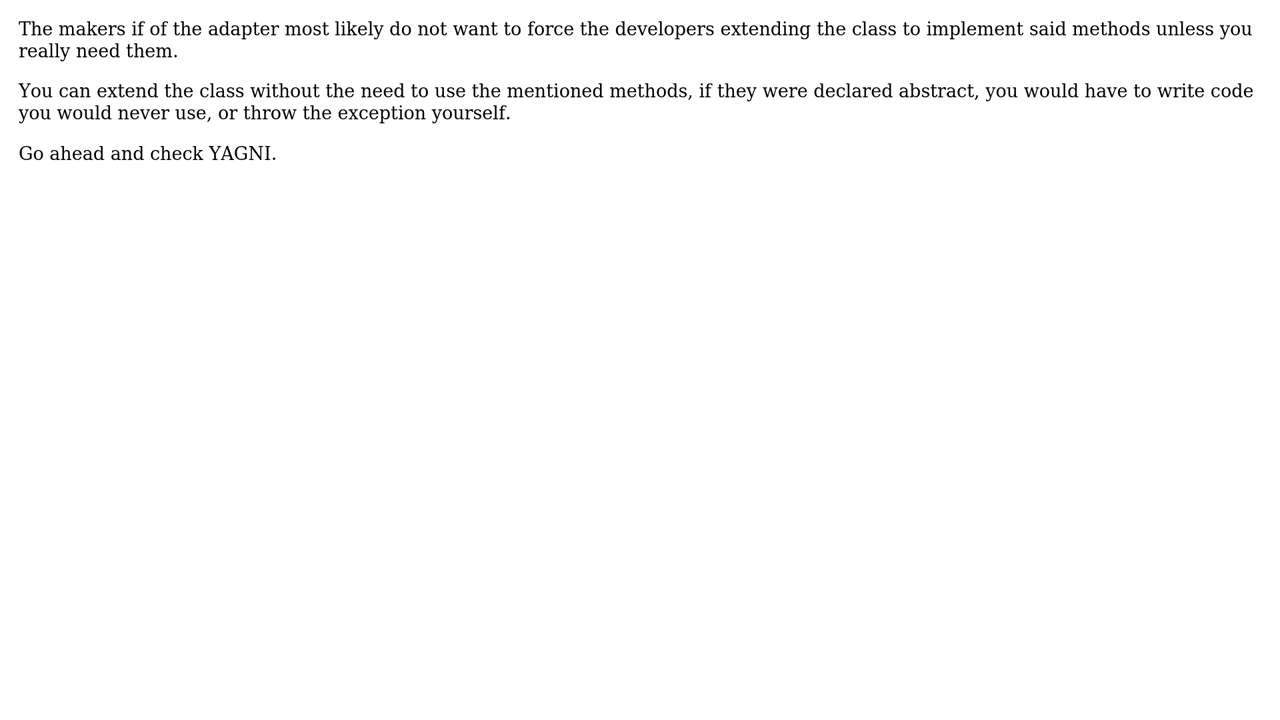 The makers if of the adapter most likely do not want to force the developers extending the class to implement said methods unless you
really need them.
You can extend the class without the need to use the mentioned methods, if they were declared abstract, you would have to write code
you would never use, or throw the exception yourself.
Go ahead and check YAGNI.